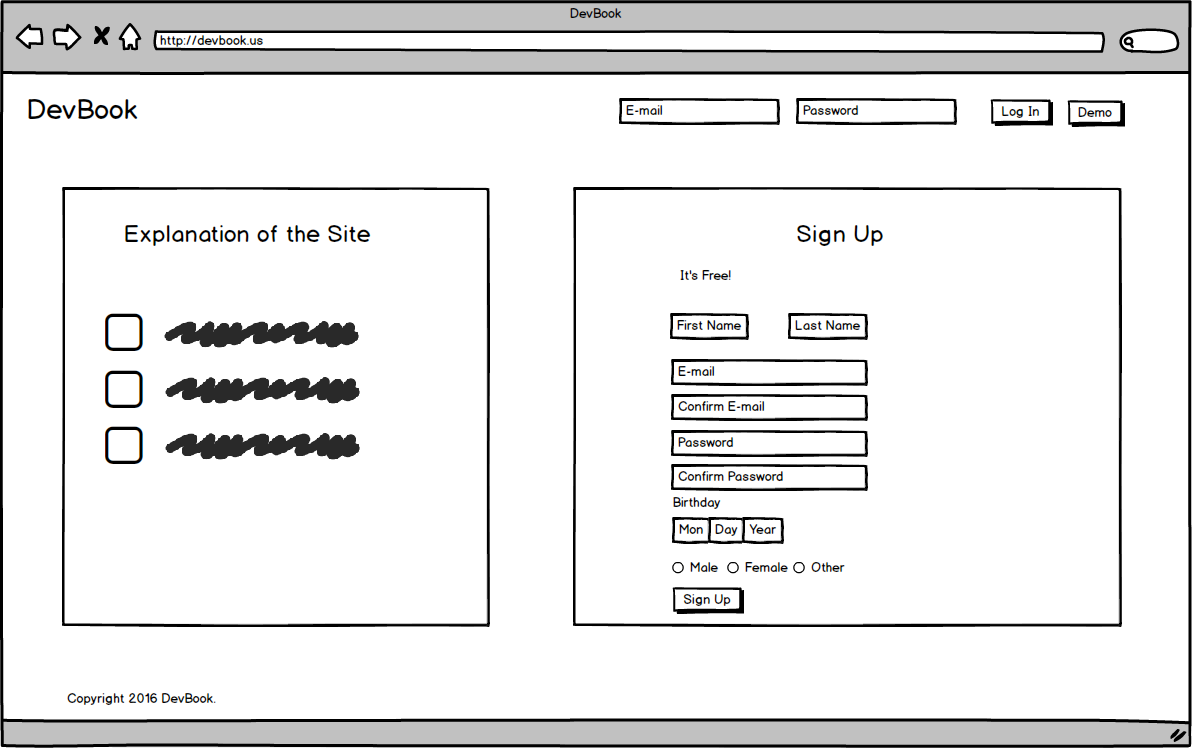 DevBook
http://devbook.us
DevBook
E-mail
Password
Log In
Demo
Explanation of the Site
Sign Up
It's Free!
First Name
Last Name
E-mail
Confirm E-mail
Password
Confirm Password
Birthday
Mon Day Year
Male Female Other
Sign Up
Copyright 2016 DevBook.